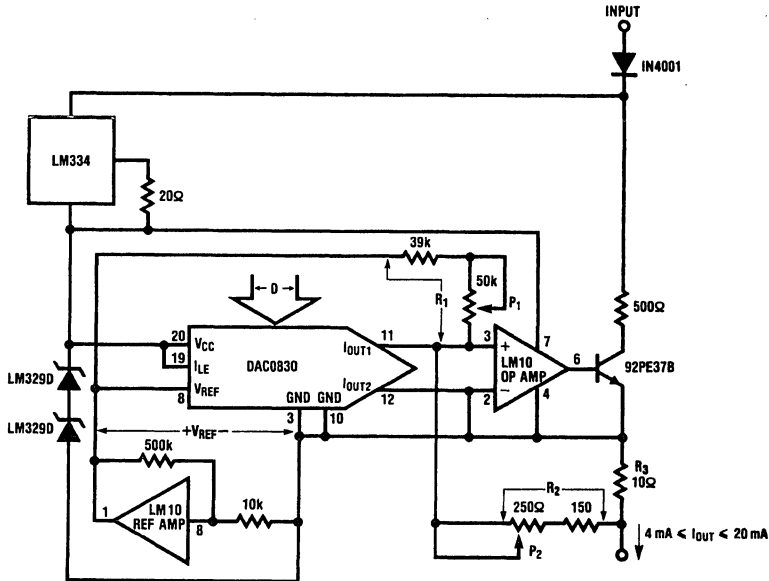 INPUT
IN4001
LM334
20Ω
39k
50k
R1
P1
500Ω
D
20
VCC
19
ILE
VREF
8
DAC0830
IOUT1
11
IOUT2
12
GND
GND
3
10
3
+
LM10
OP AMP
−
2
7
6
4
92PE37B
LM329D
LM329D
+VREF
500k
1
LM10
REF AMP
8
10k
R2
250Ω
150
P2
R3
10Ω
4 mA ≤ IOUT ≤ 20 mA